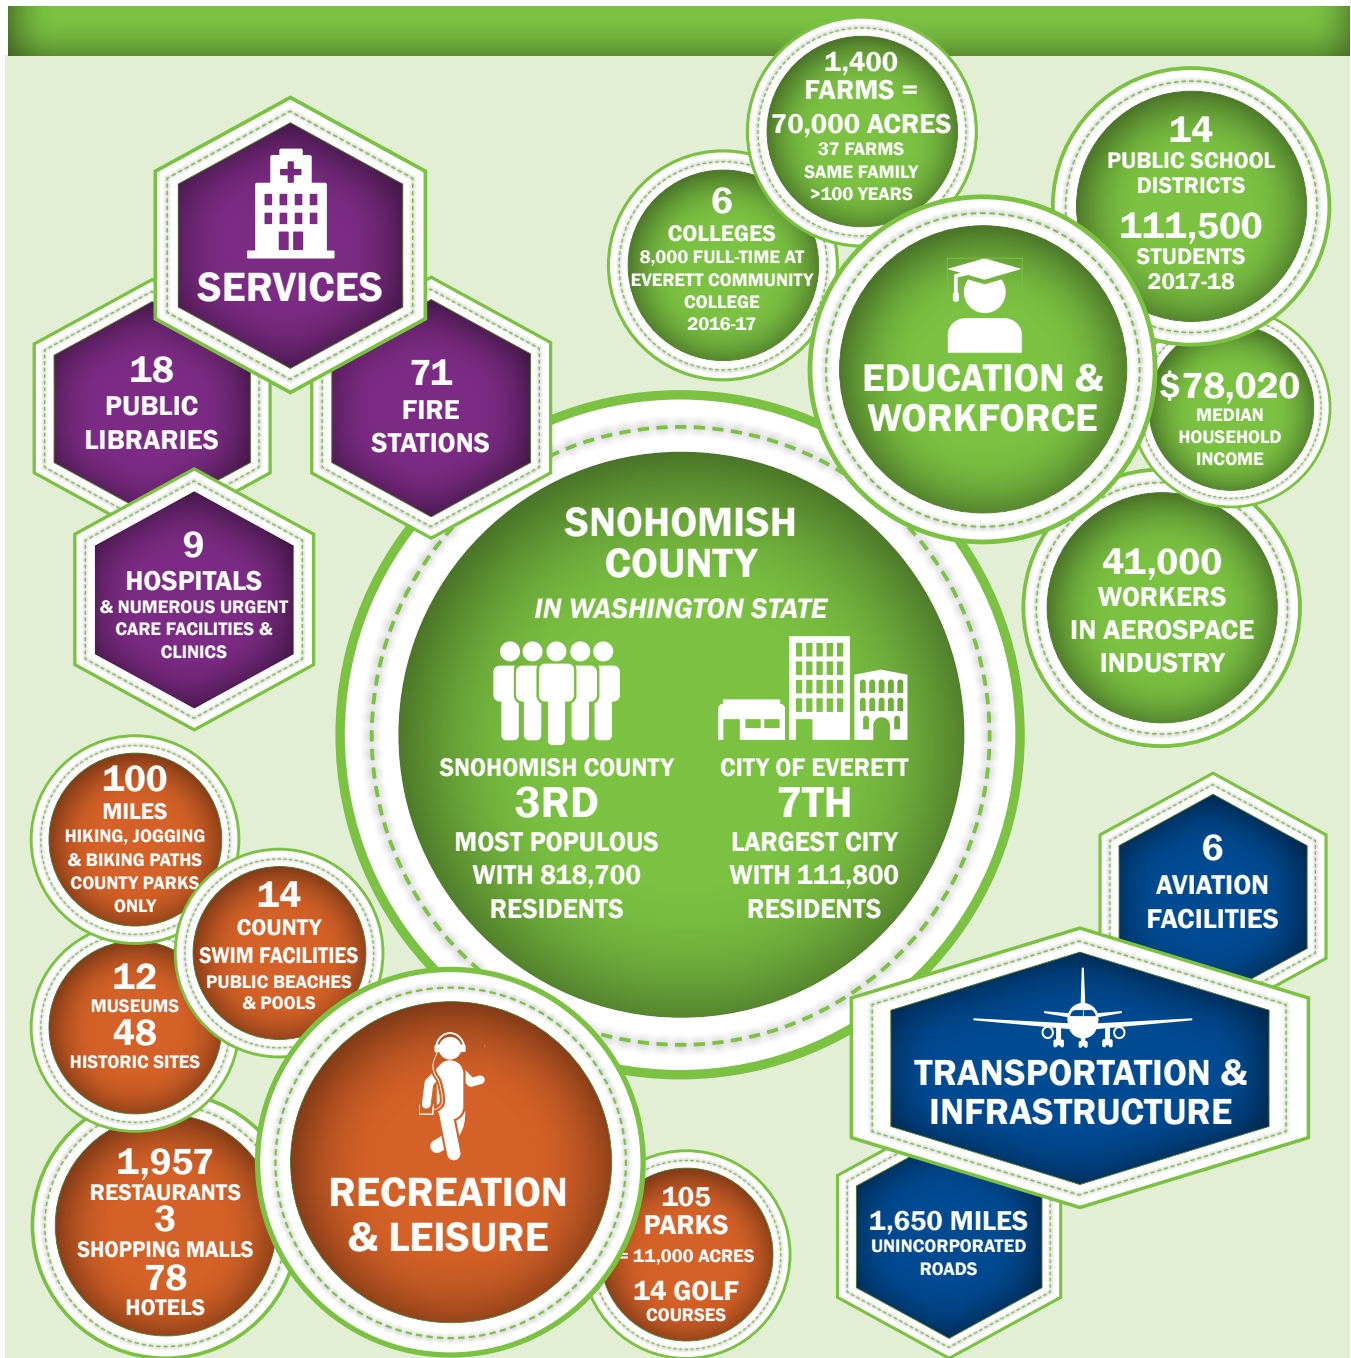 SERVICES
18
PUBLIC
LIBRARIES
71
FIRE
STATIONS
9
HOSPITALS
& NUMEROUS URGENT
CARE FACILITIES &
CLINICS
1,400
FARMS =
70,000 ACRES
37 FARMS
SAME FAMILY
>100 YEARS
6
COLLEGES
8,000 FULL-TIME AT
EVERETT COMMUNITY
COLLEGE
2016-17
14
PUBLIC SCHOOL
DISTRICTS
111,500
STUDENTS
2017-18
EDUCATION &
WORKFORCE
$78,020
MEDIAN
HOUSEHOLD
INCOME
41,000
WORKERS
IN AEROSPACE
INDUSTRY
SNOHOMISH
COUNTY
IN WASHINGTON STATE
SNOHOMISH COUNTY
3RD
MOST POPULOUS
WITH 818,700
RESIDENTS
CITY OF EVERETT
7TH
LARGEST CITY
WITH 111,800
RESIDENTS
100
MILES
HIKING, JOGGING
& BIKING PATHS
COUNTY PARKS
ONLY
14
COUNTY
SWIM FACILITIES
PUBLIC BEACHES
& POOLS
12
MUSEUMS
48
HISTORIC SITES
1,957
RESTAURANTS
3
SHOPPING MALLS
78
HOTELS
RECREATION
& LEISURE
105
PARKS
= 11,000 ACRES
14 GOLF
COURSES
6
AVIATION
FACILITIES
TRANSPORTATION &
INFRASTRUCTURE
1,650 MILES
UNINCORPORATED
ROADS